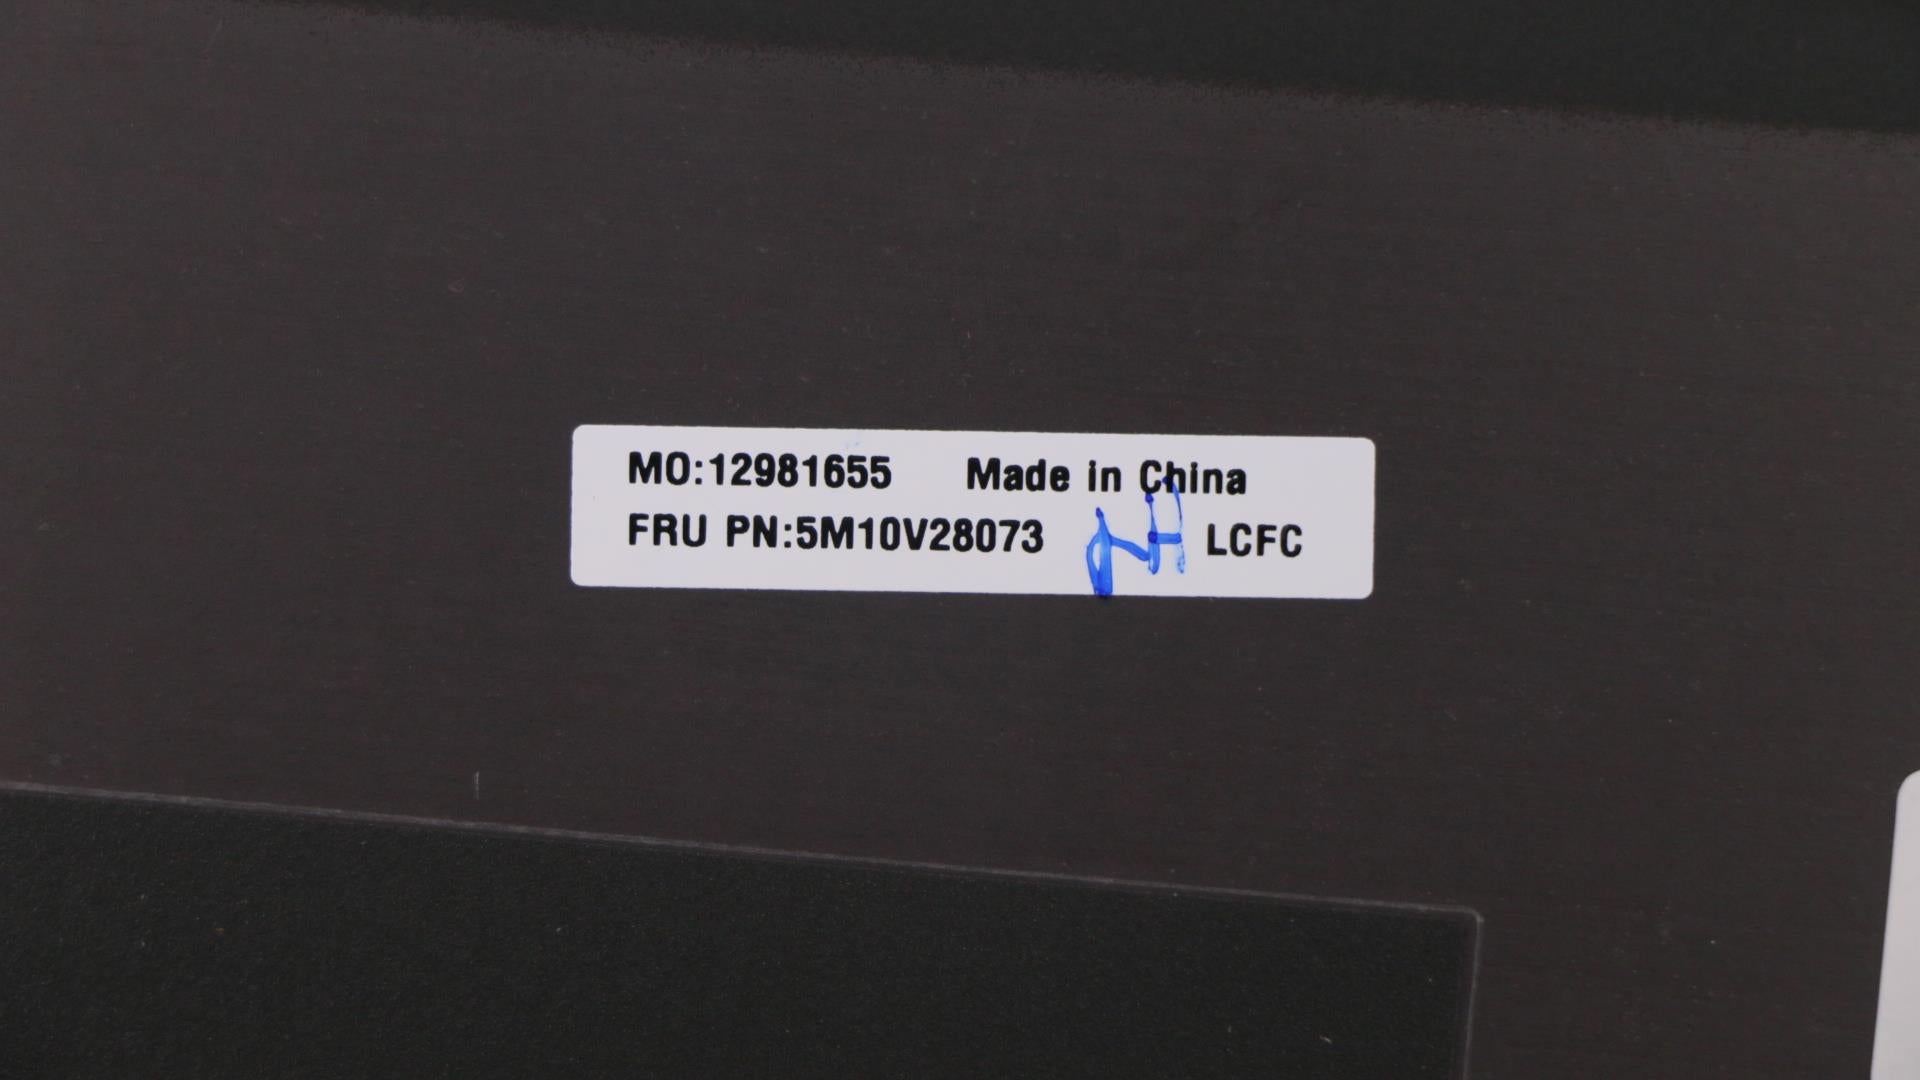 MO:12981655 Made in China
FRU PN:5M10V28073 LCFC